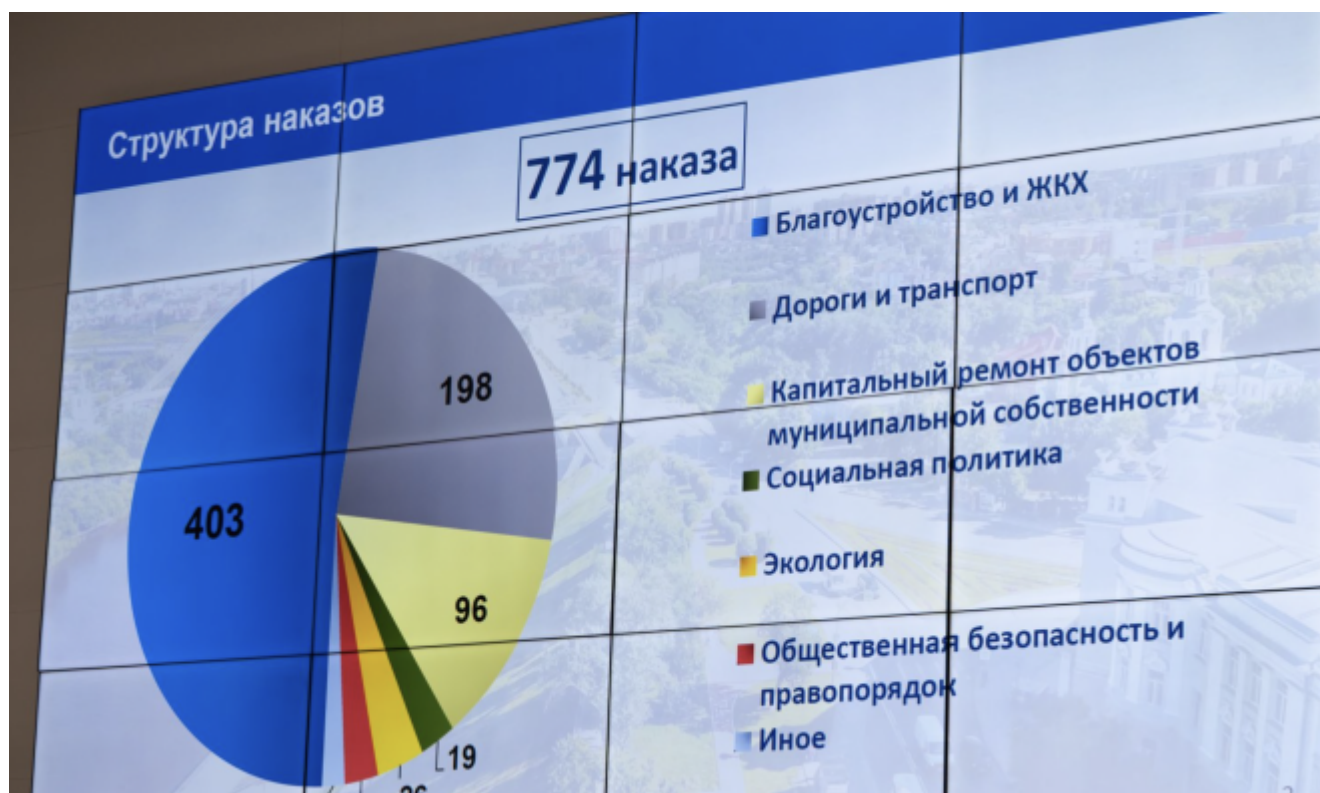 Структура наказов
774 наказа
Благоустройство и ЖКХ
Дороги и транспорт
Капитальный ремонт объектов
муниципальной собственности
Социальная политика
Экология
Общественная безопасность и
правопорядок
Иное
198
403
96
19